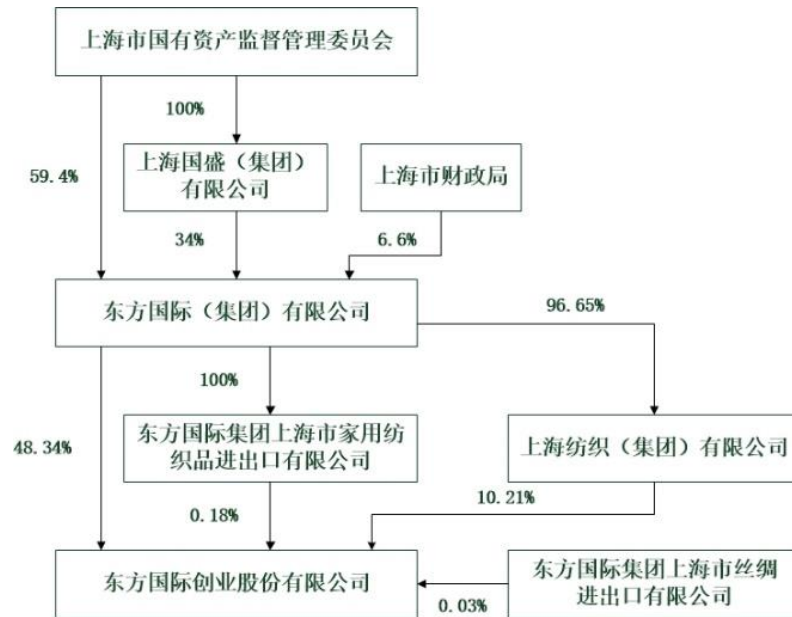 上海市国有资产监督管理委员会
100%
59.4%
上海国盛（集团）
有限公司
上海市财政局
34%
6.6%
东方国际（集团）有限公司
96.65%
100%
48.34%
东方国际集团上海市家用纺
织品进出口有限公司
上海纺织（集团）有限公司
0.18%
10.21%
东方国际创业股份有限公司
0.03%
东方国际集团上海市丝绸
进出口有限公司